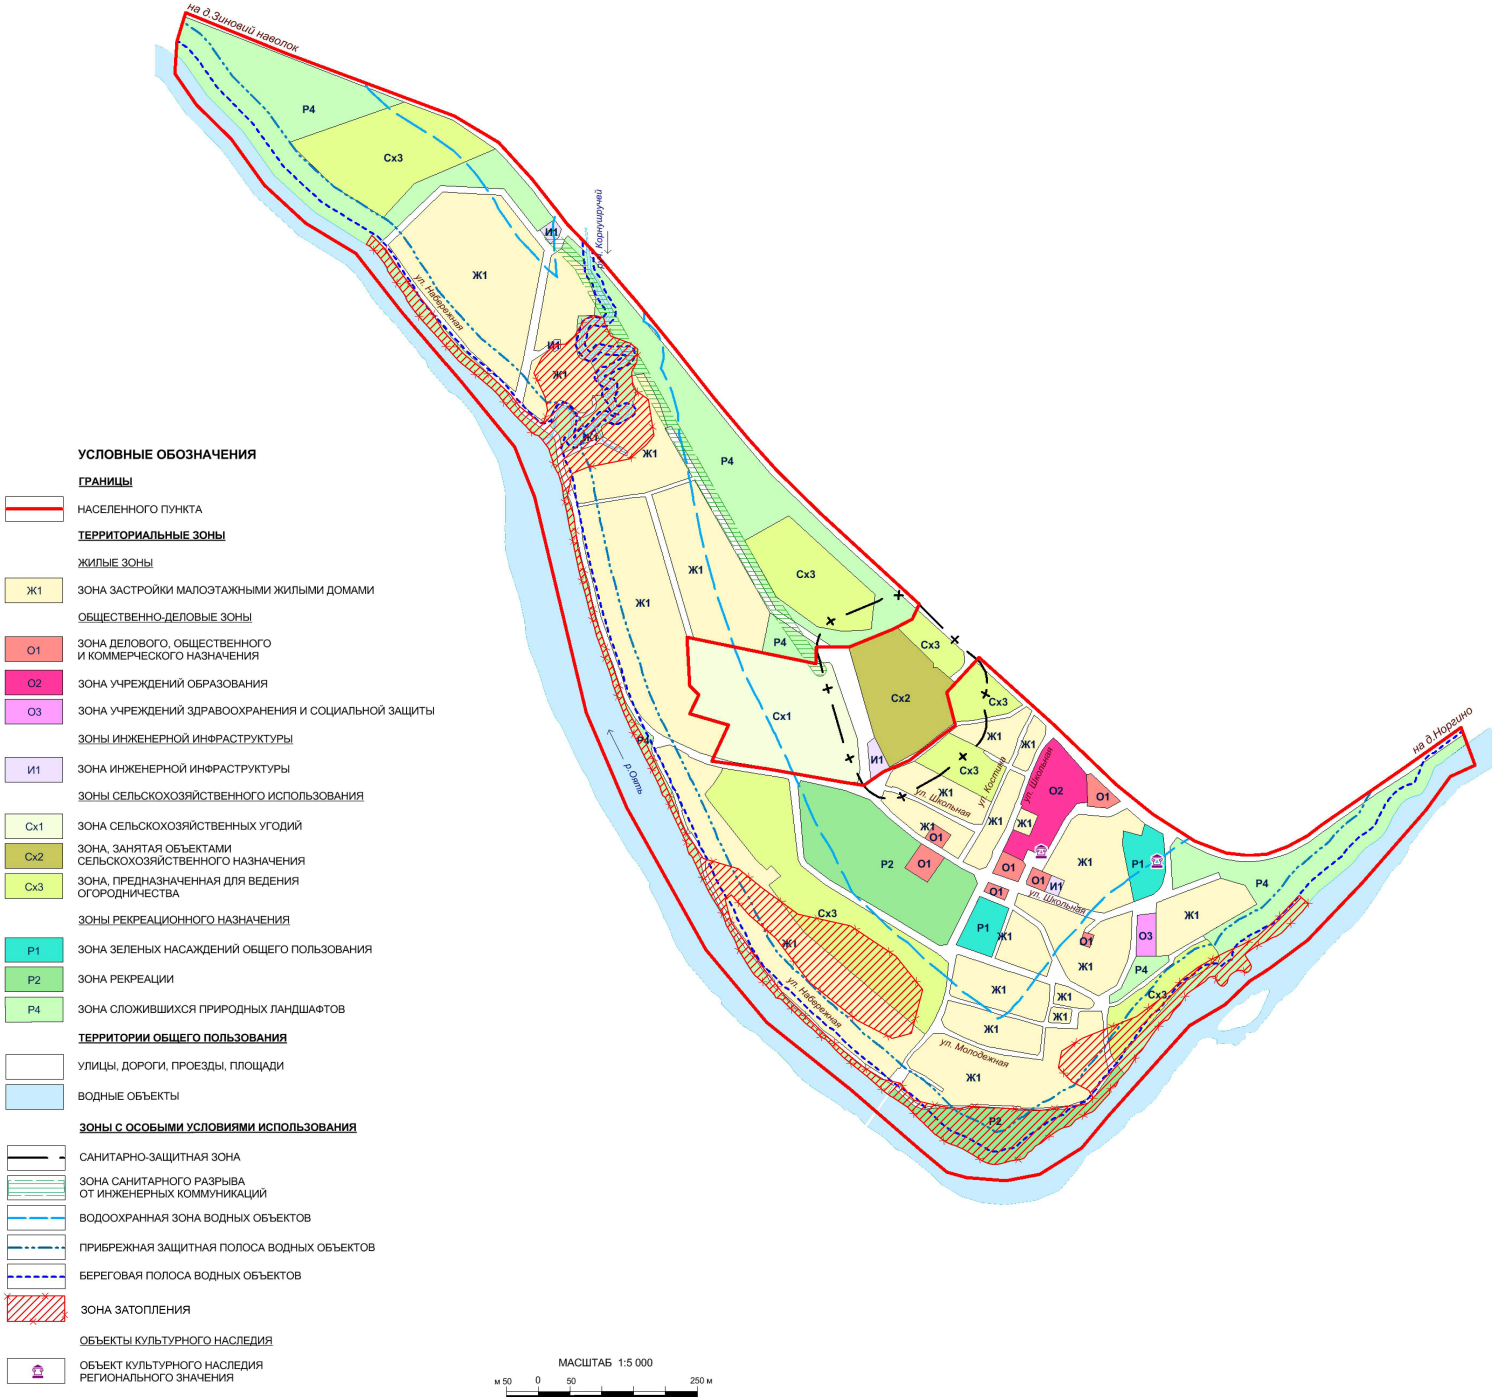 на д.Зиновий наволок
Р4
Сх3
руч. Корнушручей
И1
Ж1
ул. Набережная
И1
Ж1
Ж1
Ж1
Р4
УСЛОВНЫЕ ОБОЗНАЧЕНИЯ
ГРАНИЦЫ
НАСЕЛЕННОГО ПУНКТА
ТЕРРИТОРИАЛЬНЫЕ ЗОНЫ
ЖИЛЫЕ ЗОНЫ
Ж1 ЗОНА ЗАСТРОЙКИ МАЛОЭТАЖНЫМИ ЖИЛЫМИ ДОМАМИ
ОБЩЕСТВЕННО-ДЕЛОВЫЕ ЗОНЫ
О1 ЗОНА ДЕЛОВОГО, ОБЩЕСТВЕННОГО
И КОММЕРЧЕСКОГО НАЗНАЧЕНИЯ
О2 ЗОНА УЧРЕЖДЕНИЙ ОБРАЗОВАНИЯ
О3 ЗОНА УЧРЕЖДЕНИЙ ЗДРАВООХРАНЕНИЯ И СОЦИАЛЬНОЙ ЗАЩИТЫ
ЗОНЫ ИНЖЕНЕРНОЙ ИНФРАСТРУКТУРЫ
И1 ЗОНА ИНЖЕНЕРНОЙ ИНФРАСТРУКТУРЫ
ЗОНЫ СЕЛЬСКОХОЗЯЙСТВЕННОГО ИСПОЛЬЗОВАНИЯ
Сх1 ЗОНА СЕЛЬСКОХОЗЯЙСТВЕННЫХ УГОДИЙ
Сх2 ЗОНА, ЗАНЯТАЯ ОБЪЕКТАМИ
СЕЛЬСКОХОЗЯЙСТВЕННОГО НАЗНАЧЕНИЯ
Сх3 ЗОНА, ПРЕДНАЗНАЧЕННАЯ ДЛЯ ВЕДЕНИЯ
ОГОРОДНИЧЕСТВА
ЗОНЫ РЕКРЕАЦИОННОГО НАЗНАЧЕНИЯ
Р1 ЗОНА ЗЕЛЕНЫХ НАСАЖДЕНИЙ ОБЩЕГО ПОЛЬЗОВАНИЯ
Р2 ЗОНА РЕКРЕАЦИИ
Р4 ЗОНА СЛОЖИВШИХСЯ ПРИРОДНЫХ ЛАНДШАФТОВ
ТЕРРИТОРИИ ОБЩЕГО ПОЛЬЗОВАНИЯ
УЛИЦЫ, ДОРОГИ, ПРОЕЗДЫ, ПЛОЩАДИ
ВОДНЫЕ ОБЪЕКТЫ
ЗОНЫ С ОСОБЫМИ УСЛОВИЯМИ ИСПОЛЬЗОВАНИЯ
САНИТАРНО-ЗАЩИТНАЯ ЗОНА
ЗОНА САНИТАРНОГО РАЗРЫВА
ОТ ИНЖЕНЕРНЫХ КОММУНИКАЦИЙ
ВОДООХРАННАЯ ЗОНА ВОДНЫХ ОБЪЕКТОВ
ПРИБРЕЖНАЯ ЗАЩИТНАЯ ПОЛОСА ВОДНЫХ ОБЪЕКТОВ
БЕРЕГОВАЯ ПОЛОСА ВОДНЫХ ОБЪЕКТОВ
ЗОНА ЗАТОПЛЕНИЯ
ОБЪЕКТЫ КУЛЬТУРНОГО НАСЛЕДИЯ
ОБЪЕКТ КУЛЬТУРНОГО НАСЛЕДИЯ
РЕГИОНАЛЬНОГО ЗНАЧЕНИЯ
Ж1
Сх3
Ж1
Р4
Сх3
Сх2
Сх3
Сх1
на д.Норгино
Р4
р.Оять
И1
Ж1
Ж1
Сх3
ул. Костина
ул. Школьная
О2
О1
Ж1
ул. Школьная
Ж1
Ж1
Ж1
О1
Р2
О1
О1
О1
И1
Ж1
Р1
Р4
О1
ул. Школьная
Сх3
Ж1
Р1
Ж1
О1
О3
Ж1
Ж1
Р4
Ж1
Ж1
Сх3
ул. Набережная
Ж1
Ж1
ул. Молодежная
Ж1
Р2
МАСШТАБ 1:5 000
м 50 0 50 250 м